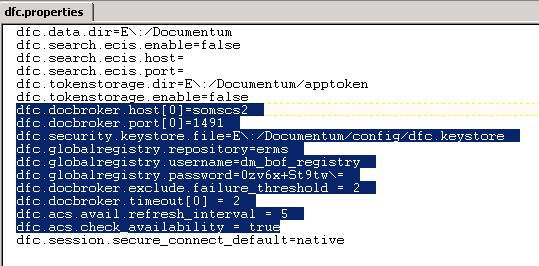 dfc.properties
dfc.data.dir=E\:/Documentum
dfc.search.ecis.enable=false
dfc.search.ecis.host=
dfc.search.ecis.port=
dfc.tokenstorage.dir=E\:/Documentum/apptoken
dfc.tokenstorage.enable=false
dfc.docbroker.host[0]=somscs2
dfc.docbroker.port[0]=1491
dfc.security.keystore.file=E\:/Documentum/config/dfc.keystore
dfc.globalregistry.repository=erms
dfc.globalregistry.username=dm_bof_registry
dfc.globalregistry.password=0zv6x+St9tw\=
dfc.docbroker.exclude.failure_threshold = 2
dfc.docbroker.timeout[0] = 2
dfc.acs.avail.refresh_interval = 5
dfc.acs.check_availability = true
dfc.session.secure_connect_default=native